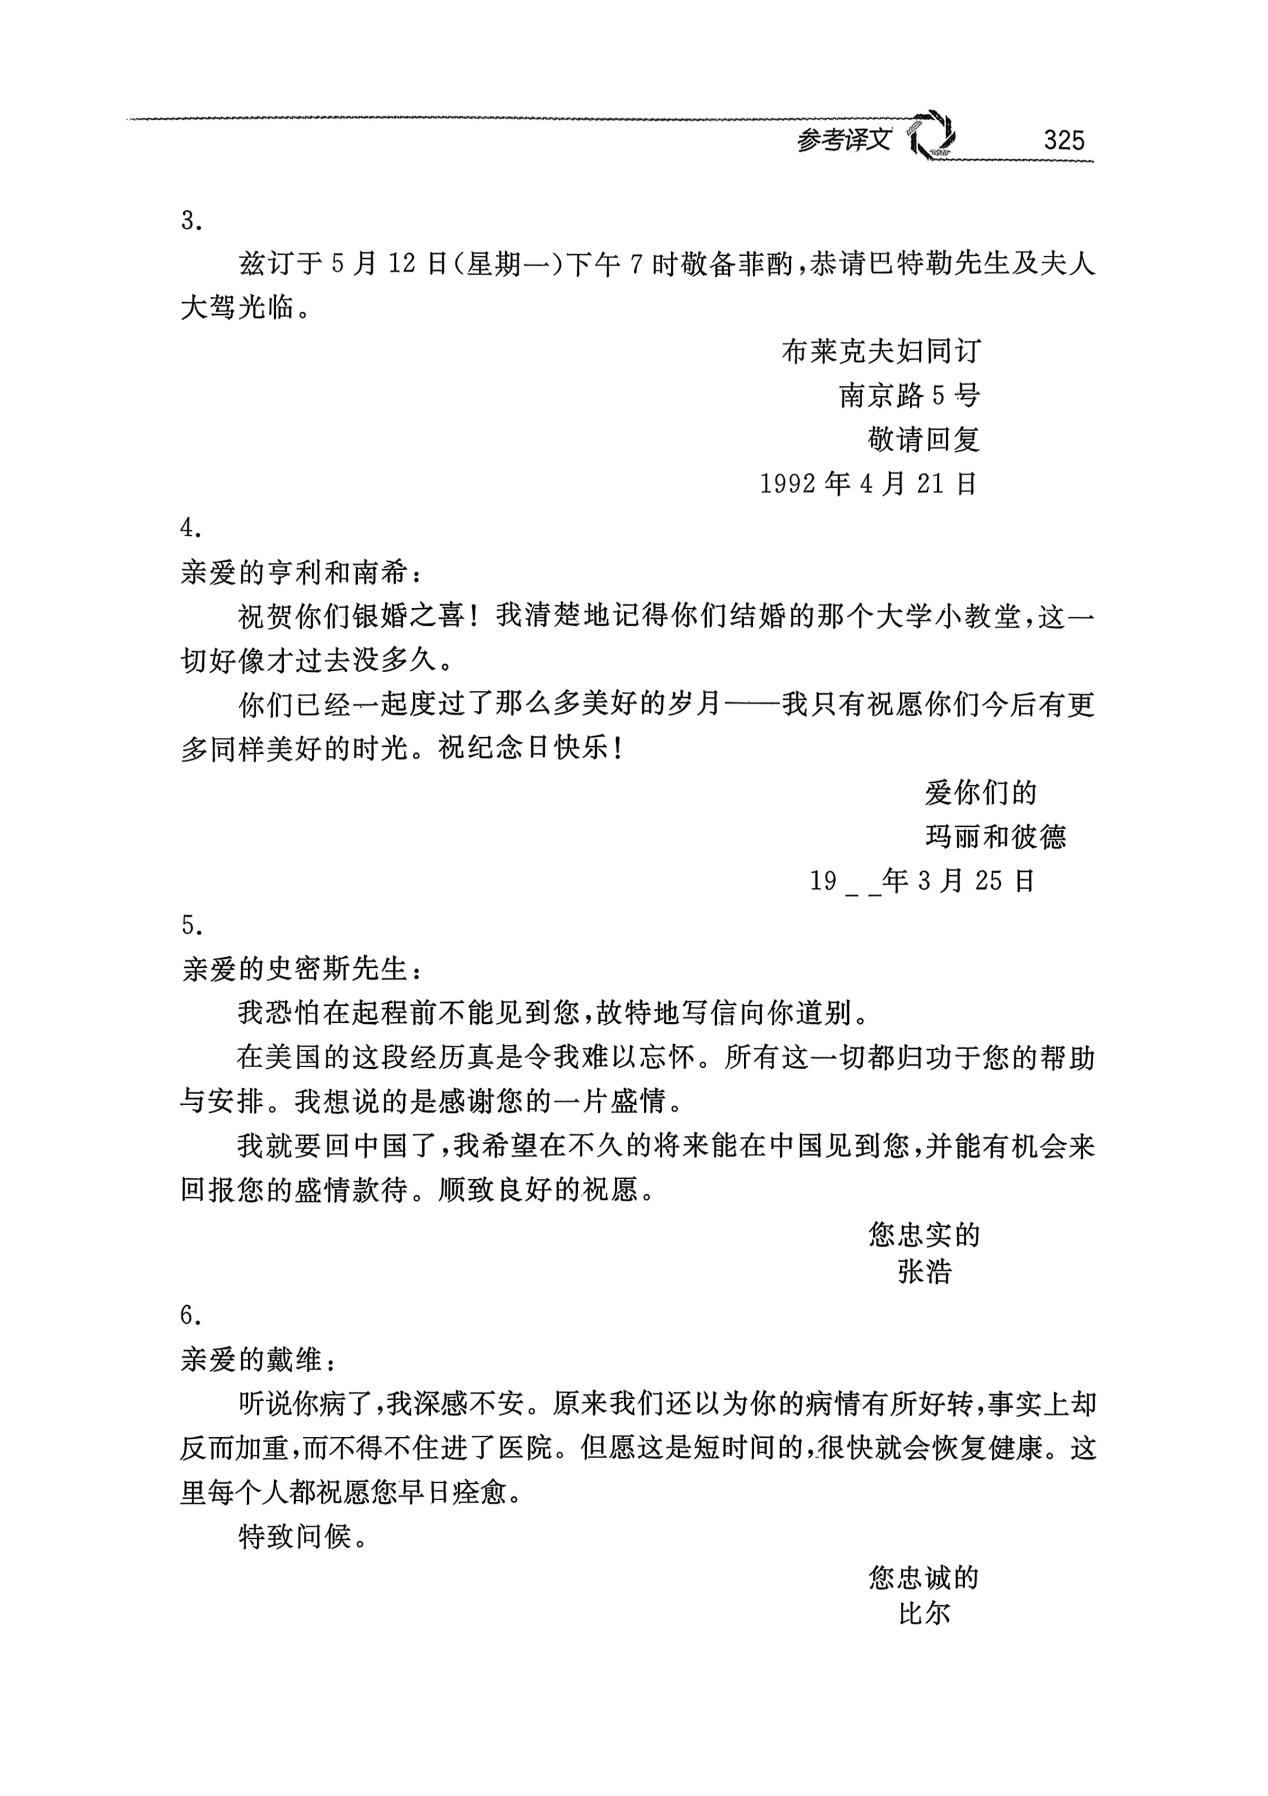 参考译文 325
3.
兹订于5月12日(星期一)下午7时敬备菲酌,恭请巴特勒先生及夫人
大驾光临。
布莱克夫妇同订
南京路5号
敬请回复
1992年4月21日
4.
亲爱的亨利和南希:
祝贺你们银婚之喜!我清楚地记得你们结婚的那个大学小教堂,这一
切好像才过去没多久。
你们已经一起度过了那么多美好的岁月——我只有祝愿你们今后有更
多同样美好的时光。祝纪念日快乐!
爱你们的
玛丽和彼德
19_ _年3月25日
5.
亲爱的史密斯先生:
我恐怕在起程前不能见到您,故特地写信向你道别。
在美国的这段经历真是令我难以忘怀。所有这一切都归功于您的帮助
与安排。我想说的是感谢您的一片盛情。
我就要回中国了,我希望在不久的将来能在中国见到您,并能有机会来
回报您的盛情款待。顺致良好的祝愿。
您忠实的
张浩
6.
亲爱的戴维:
听说你病了,我深感不安。原来我们还以为你的病情有所好转,事实上却
反而加重,而不得不住进了医院。但愿这是短时间的,很快就会恢复健康。这
里每个人都祝愿您早日痊愈。
特致问候。
您忠诚的
比尔